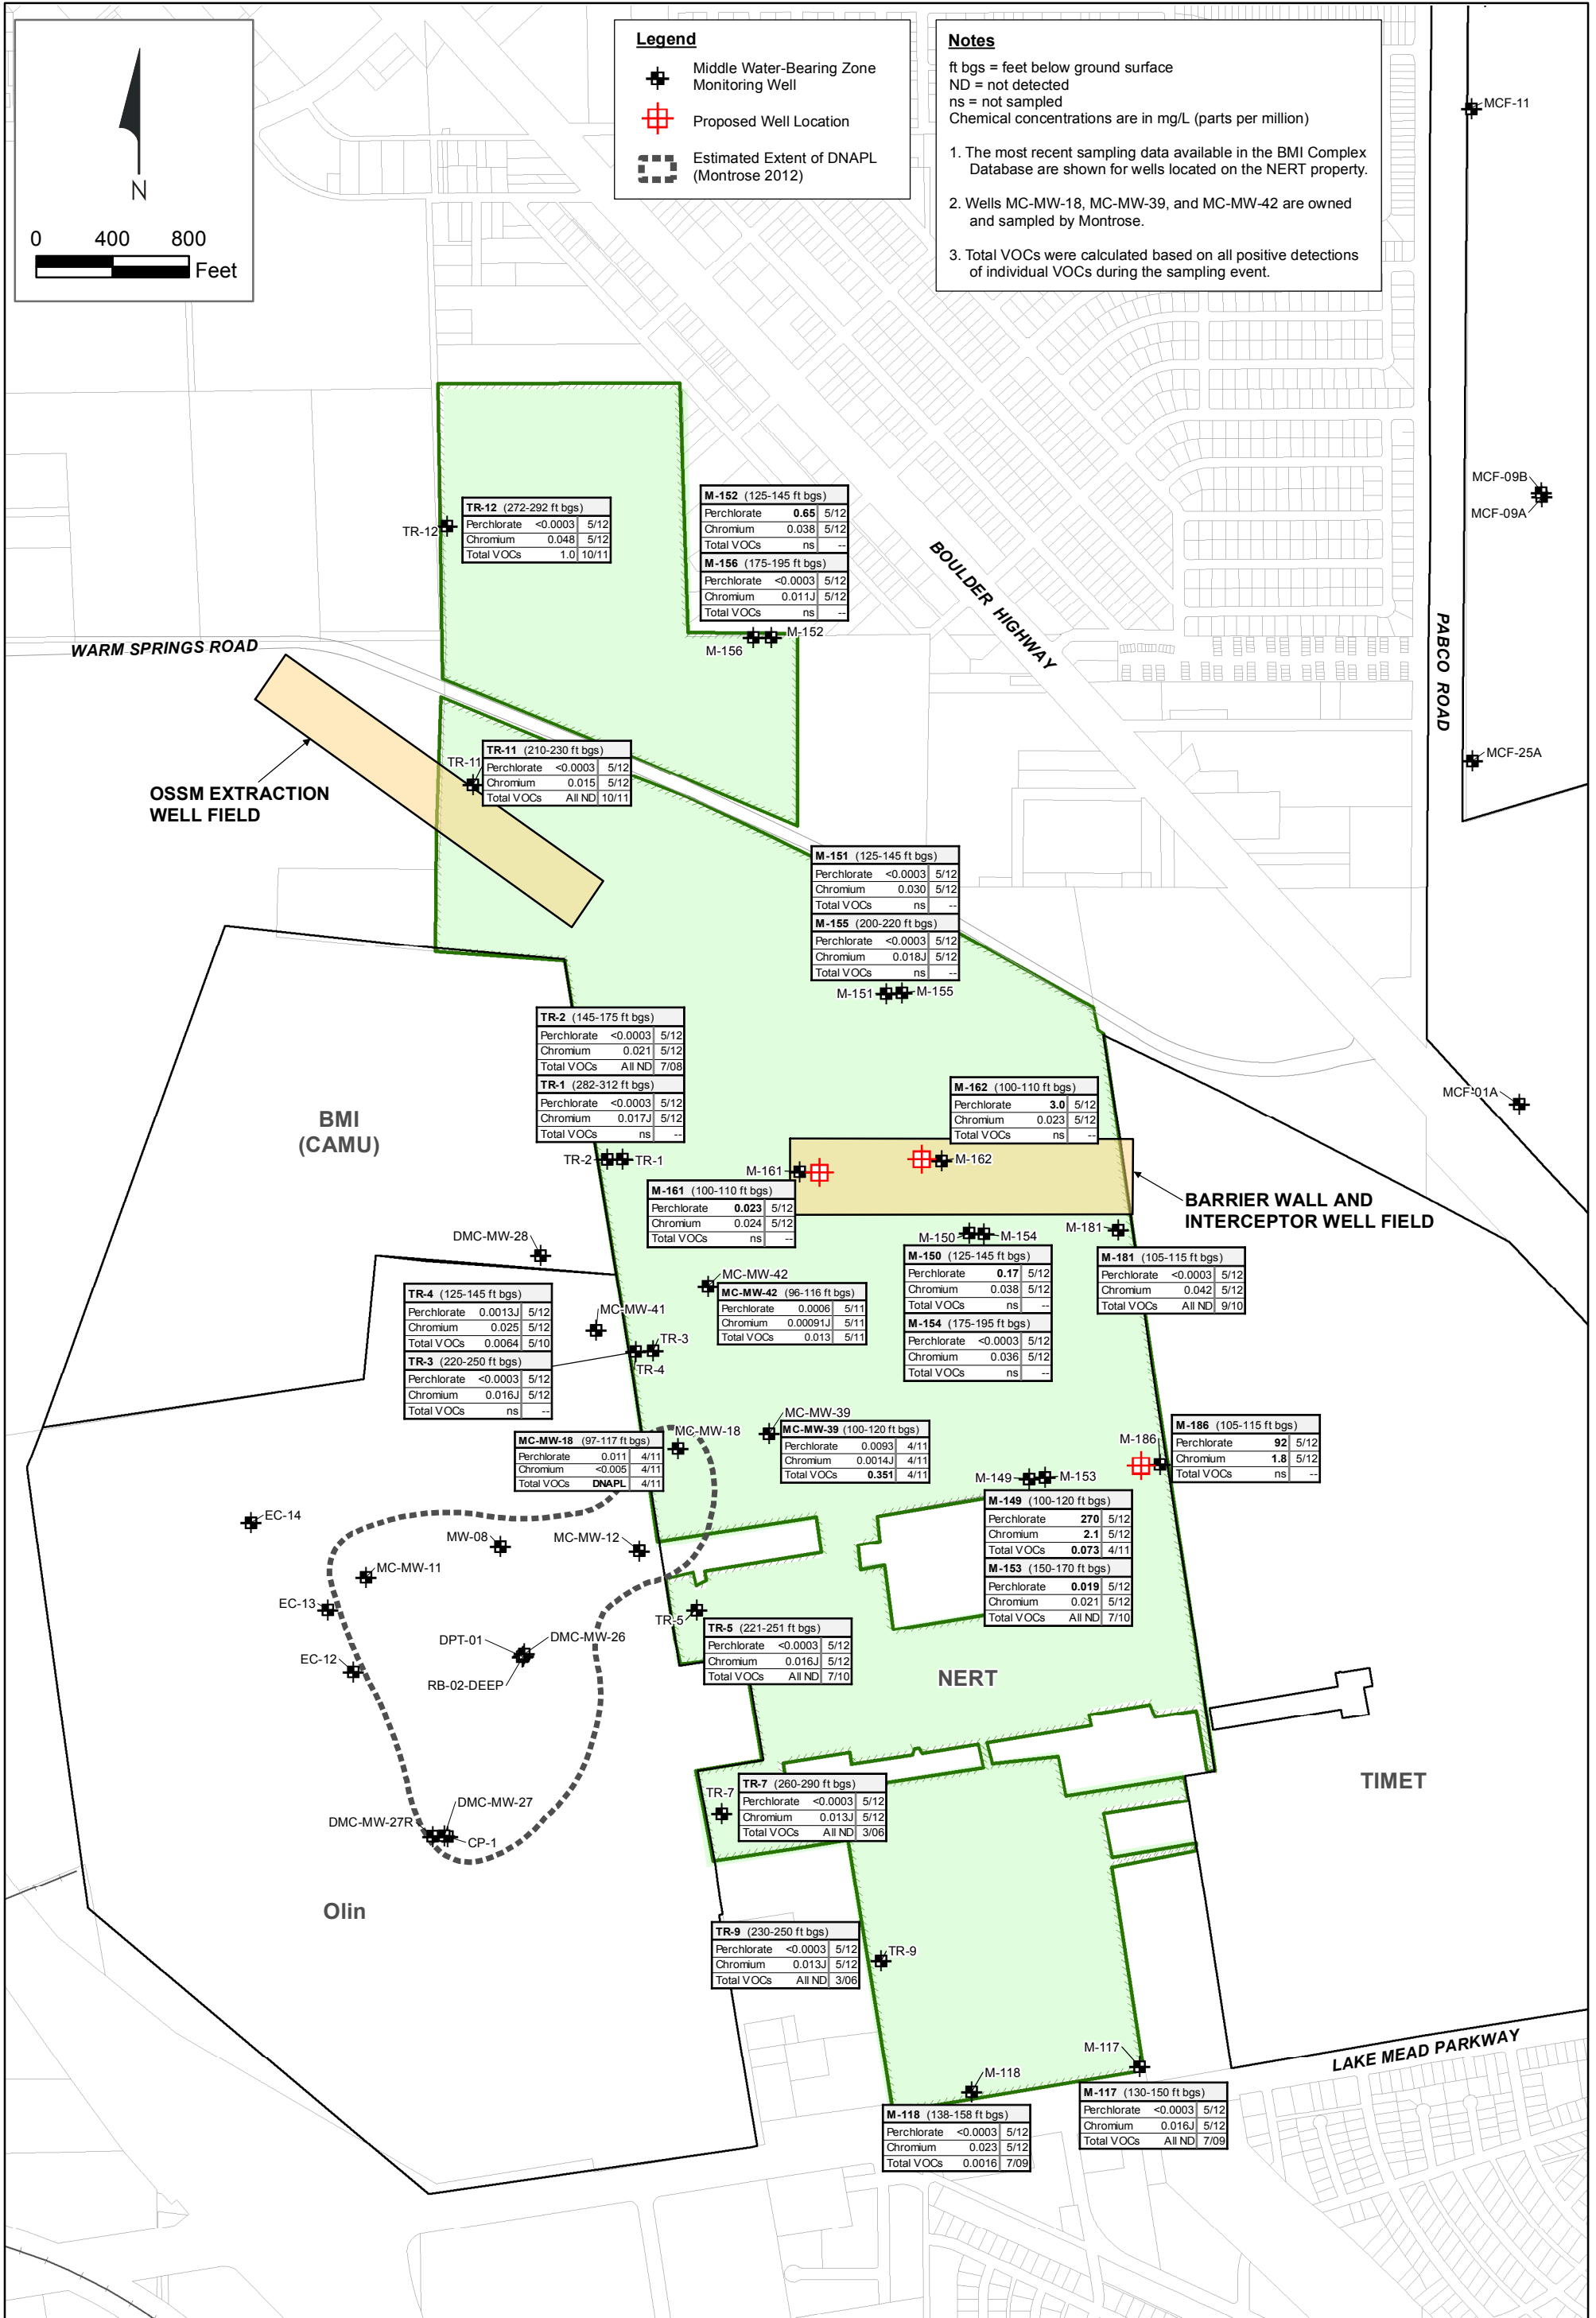 N
0 400 800
Feet
Legend
Middle Water-Bearing Zone
Monitoring Well
Proposed Well Location
Estimated Extent of DNAPL
(Montrose 2012)
Notes
ft bgs = feet below ground surface
ND = not detected
ns = not sampled
Chemical concentrations are in mg/L (parts per million)
1. The most recent sampling data available in the BMI Complex
Database are shown for wells located on the NERT property.
2. Wells MC-MW-18, MC-MW-39, and MC-MW-42 are owned
and sampled by Montrose.
3. Total VOCs were calculated based on all positive detections
of individual VOCs during the sampling event.
MCF-11
MCF-09B
MCF-09A
PABCO ROAD
MCF-25A
MCF-01A
BOULDER HIGHWAY
WARM SPRINGS ROAD
TR-12
TR-12 (272-292 ft bgs)
Perchlorate <0.0003 5/12
Chromium 0.048 5/12
Total VOCs 1.0 10/11
M-152 (125-145 ft bgs)
Perchlorate 0.65 5/12
Chromium 0.038 5/12
Total VOCs ns --
M-156 (175-195 ft bgs)
Perchlorate <0.0003 5/12
Chromium 0.011J 5/12
Total VOCs ns --
M-152
M-156
TR-11
TR-11 (210-230 ft bgs)
Perchlorate <0.0003 5/12
Chromium 0.015 5/12
Total VOCs All ND 10/11
OSSM EXTRACTION
WELL FIELD
M-151 (125-145 ft bgs)
Perchlorate <0.0003 5/12
Chromium 0.030 5/12
Total VOCs ns --
M-155 (200-220 ft bgs)
Perchlorate <0.0003 5/12
Chromium 0.018J 5/12
Total VOCs ns --
M-151
M-155
TR-2 (145-175 ft bgs)
Perchlorate <0.0003 5/12
Chromium 0.021 5/12
Total VOCs All ND 7/08
TR-1 (282-312 ft bgs)
Perchlorate <0.0003 5/12
Chromium 0.017J 5/12
Total VOCs ns --
TR-2
TR-1
BMI
(CAMU)
M-162 (100-110 ft bgs)
Perchlorate 3.0 5/12
Chromium 0.023 5/12
Total VOCs ns --
M-162
M-161
M-161 (100-110 ft bgs)
Perchlorate 0.023 5/12
Chromium 0.024 5/12
Total VOCs ns --
BARRIER WALL AND
INTERCEPTOR WELL FIELD
M-150
M-154
M-150 (125-145 ft bgs)
Perchlorate 0.17 5/12
Chromium 0.038 5/12
Total VOCs ns --
M-154 (175-195 ft bgs)
Perchlorate <0.0003 5/12
Chromium 0.036 5/12
Total VOCs ns --
M-181
M-181 (105-115 ft bgs)
Perchlorate <0.0003 5/12
Chromium 0.042 5/12
Total VOCs All ND 9/10
DMC-MW-28
MC-MW-42
MC-MW-42 (96-116 ft bgs)
Perchlorate 0.0006 5/11
Chromium 0.00091J 5/11
Total VOCs 0.013 5/11
MC-MW-41
TR-3
TR-4
TR-4 (125-145 ft bgs)
Perchlorate 0.0013J 5/12
Chromium 0.025 5/12
Total VOCs 0.0064 5/10
TR-3 (220-250 ft bgs)
Perchlorate <0.0003 5/12
Chromium 0.016J 5/12
Total VOCs ns --
MC-MW-18
MC-MW-18 (97-117 ft bgs)
Perchlorate 0.011 4/11
Chromium <0.005 4/11
Total VOCs DNAPL 4/11
MC-MW-39
MC-MW-39 (100-120 ft bgs)
Perchlorate 0.0093 4/11
Chromium 0.0014J 4/11
Total VOCs 0.351 4/11
M-186
M-186 (105-115 ft bgs)
Perchlorate 92 5/12
Chromium 1.8 5/12
Total VOCs ns --
M-149
M-153
M-149 (100-120 ft bgs)
Perchlorate 270 5/12
Chromium 2.1 5/12
Total VOCs 0.073 4/11
M-153 (150-170 ft bgs)
Perchlorate 0.019 5/12
Chromium 0.021 5/12
Total VOCs All ND 7/10
EC-14
MW-08
MC-MW-12
MC-MW-11
EC-13
EC-12
DPT-01
DMC-MW-26
RB-02-DEEP
TR-5
TR-5 (221-251 ft bgs)
Perchlorate <0.0003 5/12
Chromium 0.016J 5/12
Total VOCs All ND 7/10
NERT
TIMET
TR-7
TR-7 (260-290 ft bgs)
Perchlorate <0.0003 5/12
Chromium 0.013J 5/12
Total VOCs All ND 3/06
DMC-MW-27
DMC-MW-27R
CP-1
Olin
TR-9 (230-250 ft bgs)
Perchlorate <0.0003 5/12
Chromium 0.013J 5/12
Total VOCs All ND 3/06
TR-9
M-117
M-118
LAKE MEAD PARKWAY
M-117 (130-150 ft bgs)
Perchlorate <0.0003 5/12
Chromium 0.016J 5/12
Total VOCs All ND 7/09
M-118 (138-158 ft bgs)
Perchlorate <0.0003 5/12
Chromium 0.023 5/12
Total VOCs 0.0016 7/09